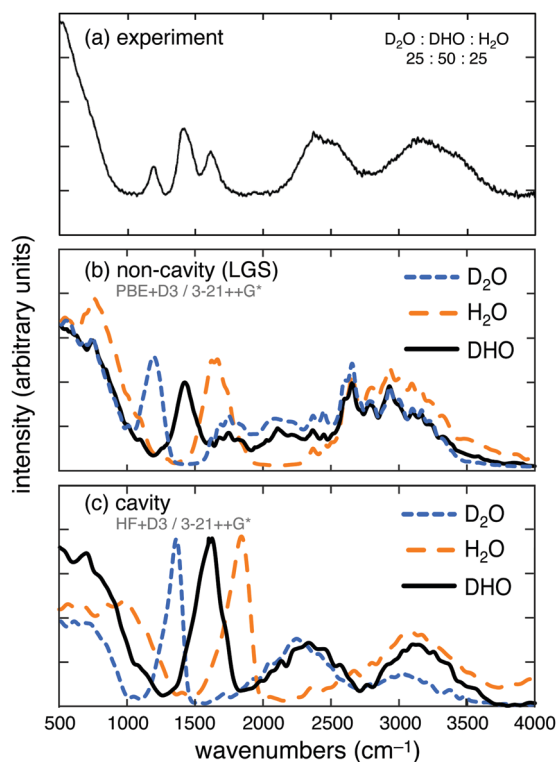 (a) experiment
D₂O : DHO : H₂O
25 : 50 : 25
(b) non-cavity (LGS)
PBE+D3 / 3-21++G*
D₂O
H₂O
DHO
(c) cavity
HF+D3 / 3-21++G*
D₂O
H₂O
DHO
intensity (arbitrary units)
500 1000 1500 2000 2500 3000 3500 4000
wavenumbers (cm⁻¹)